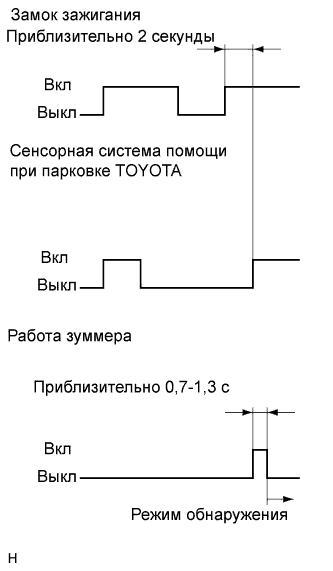 Замок зажигания
Приблизительно 2 секунды
Вкл
Выкл
Сенсорная система помощи
при парковке TOYOTA
Вкл
Выкл
Работа зуммера
Приблизительно 0,7-1,3 с
Вкл
Выкл
Режим обнаружения
H